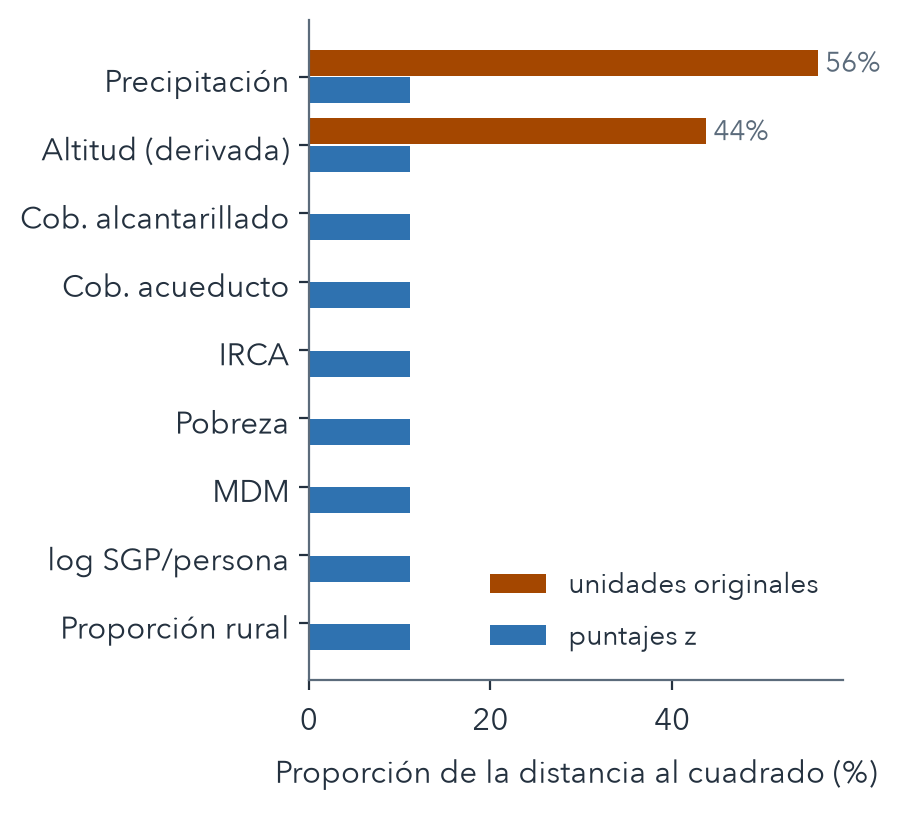 56%
Precipitación
44%
Altitud (derivada)
Cob. alcantarillado
Cob. acueducto
IRCA
Pobreza
MDM
log SGP/persona
unidades originales
Proporción rural
puntajes z
0 20 40
Proporción de la distancia al cuadrado (%)